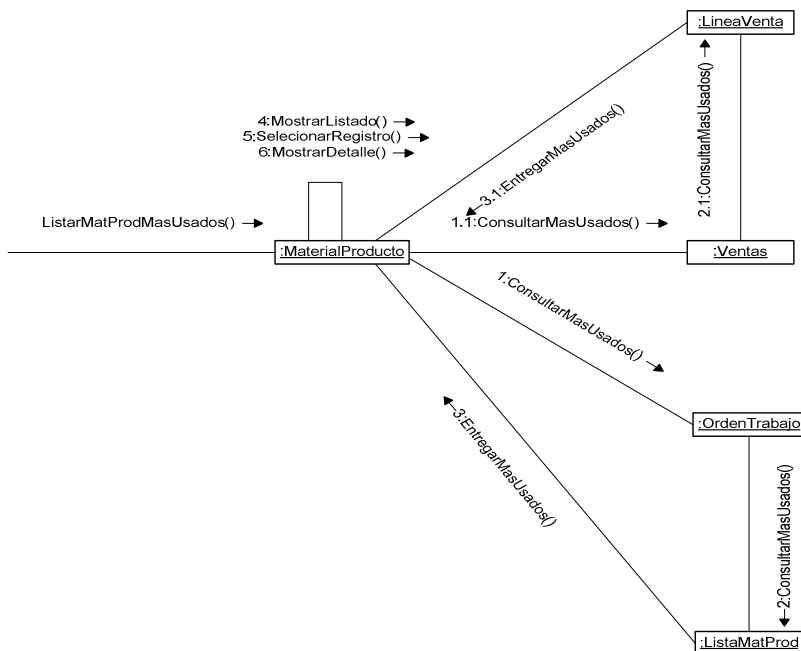 :LineaVenta
4:MostrarListado()
5:SelecionarRegistro()
6:MostrarDetalle()
3.1:EntregarMasUsados()
2.1:ConsultarMasUsados()
ListarMatProdMasUsados()
1.1:ConsultarMasUsados()
:MaterialProducto
:Ventas
1:ConsultarMasUsados()
:OrdenTrabajo
3:EntregarMasUsados()
2:ConsultarMasUsados()
:ListaMatProd